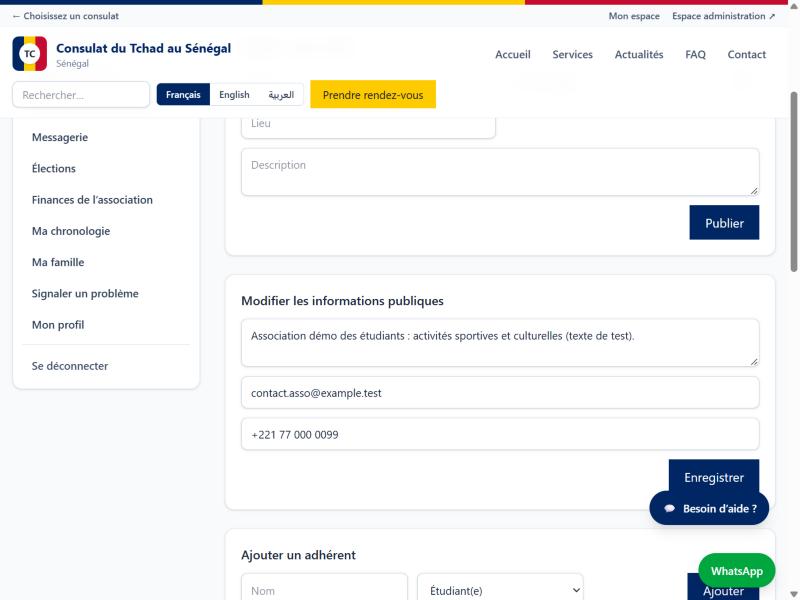 ← Choisissez un consulat
Mon espace
Espace administration ↗
TC
Consulat du Tchad au Sénégal
Sénégal
Accueil
Services
Actualités
FAQ
Contact
Rechercher...
Français
English
العربية
Prendre rendez-vous
Messagerie
Élections
Finances de l'association
Ma chronologie
Ma famille
Signaler un problème
Mon profil
Se déconnecter
Lieu
Description
Publier
Modifier les informations publiques
Association démo des étudiants : activités sportives et culturelles (texte de test).
contact.asso@example.test
+221 77 000 0099
Enregistrer
Besoin d'aide ?
Ajouter un adhérent
Nom
Étudiant(e)
Ajouter
WhatsApp